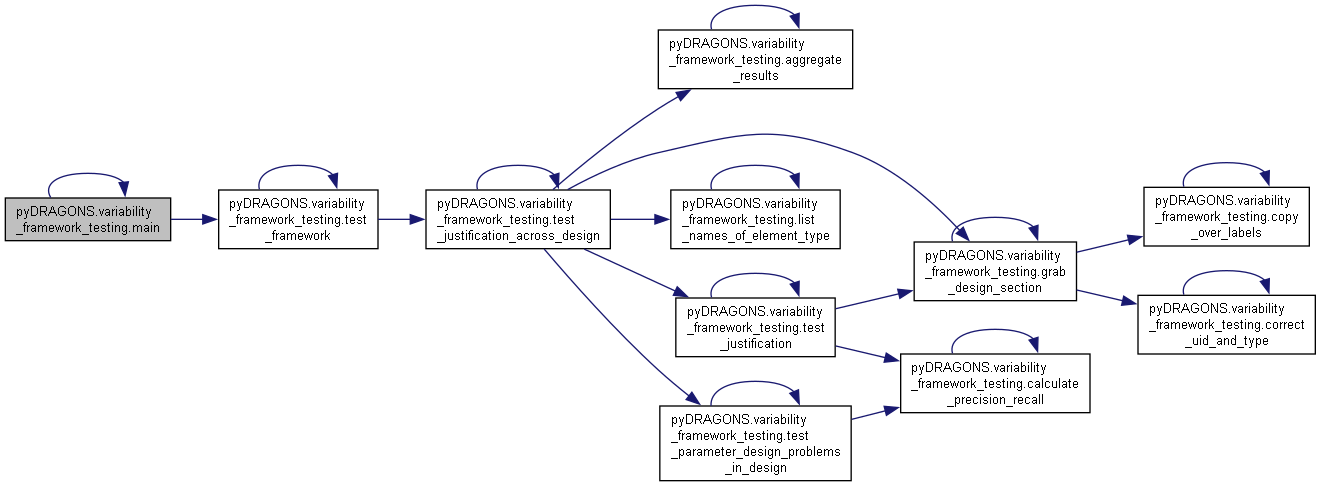 pyDRAGONS.variability
_framework_testing.main
pyDRAGONS.variability
_framework_testing.test
_framework
pyDRAGONS.variability
_framework_testing.test
_justification_across_design
pyDRAGONS.variability
_framework_testing.aggregate
_results
pyDRAGONS.variability
_framework_testing.list
_names_of_element_type
pyDRAGONS.variability
_framework_testing.test
_justification
pyDRAGONS.variability
_framework_testing.test
_parameter_design_problems
_in_design
pyDRAGONS.variability
_framework_testing.grab
_design_section
pyDRAGONS.variability
_framework_testing.calculate
_precision_recall
pyDRAGONS.variability
_framework_testing.copy
_over_labels
pyDRAGONS.variability
_framework_testing.correct
_uid_and_type